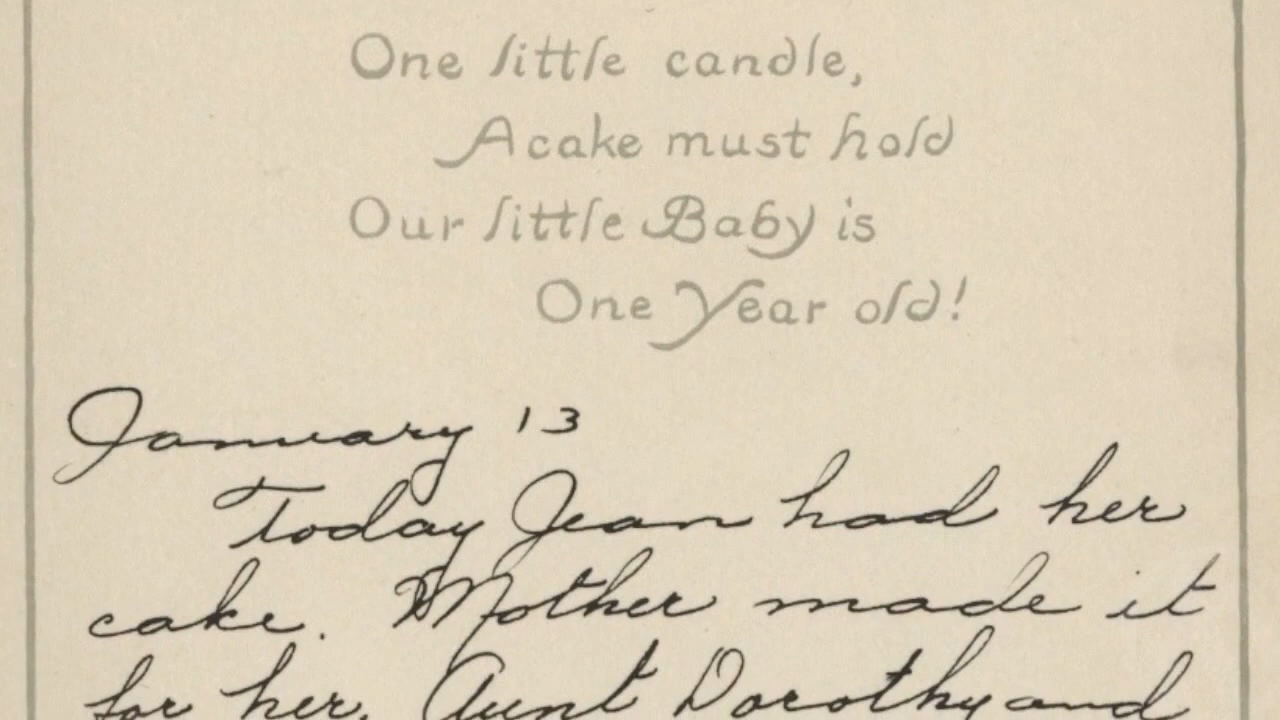 One little candle,
A cake must hold
Our little Baby is
One Year old!
January 13
Today Jean had her
cake. Mother made it
for her. Aunt Dorothy and